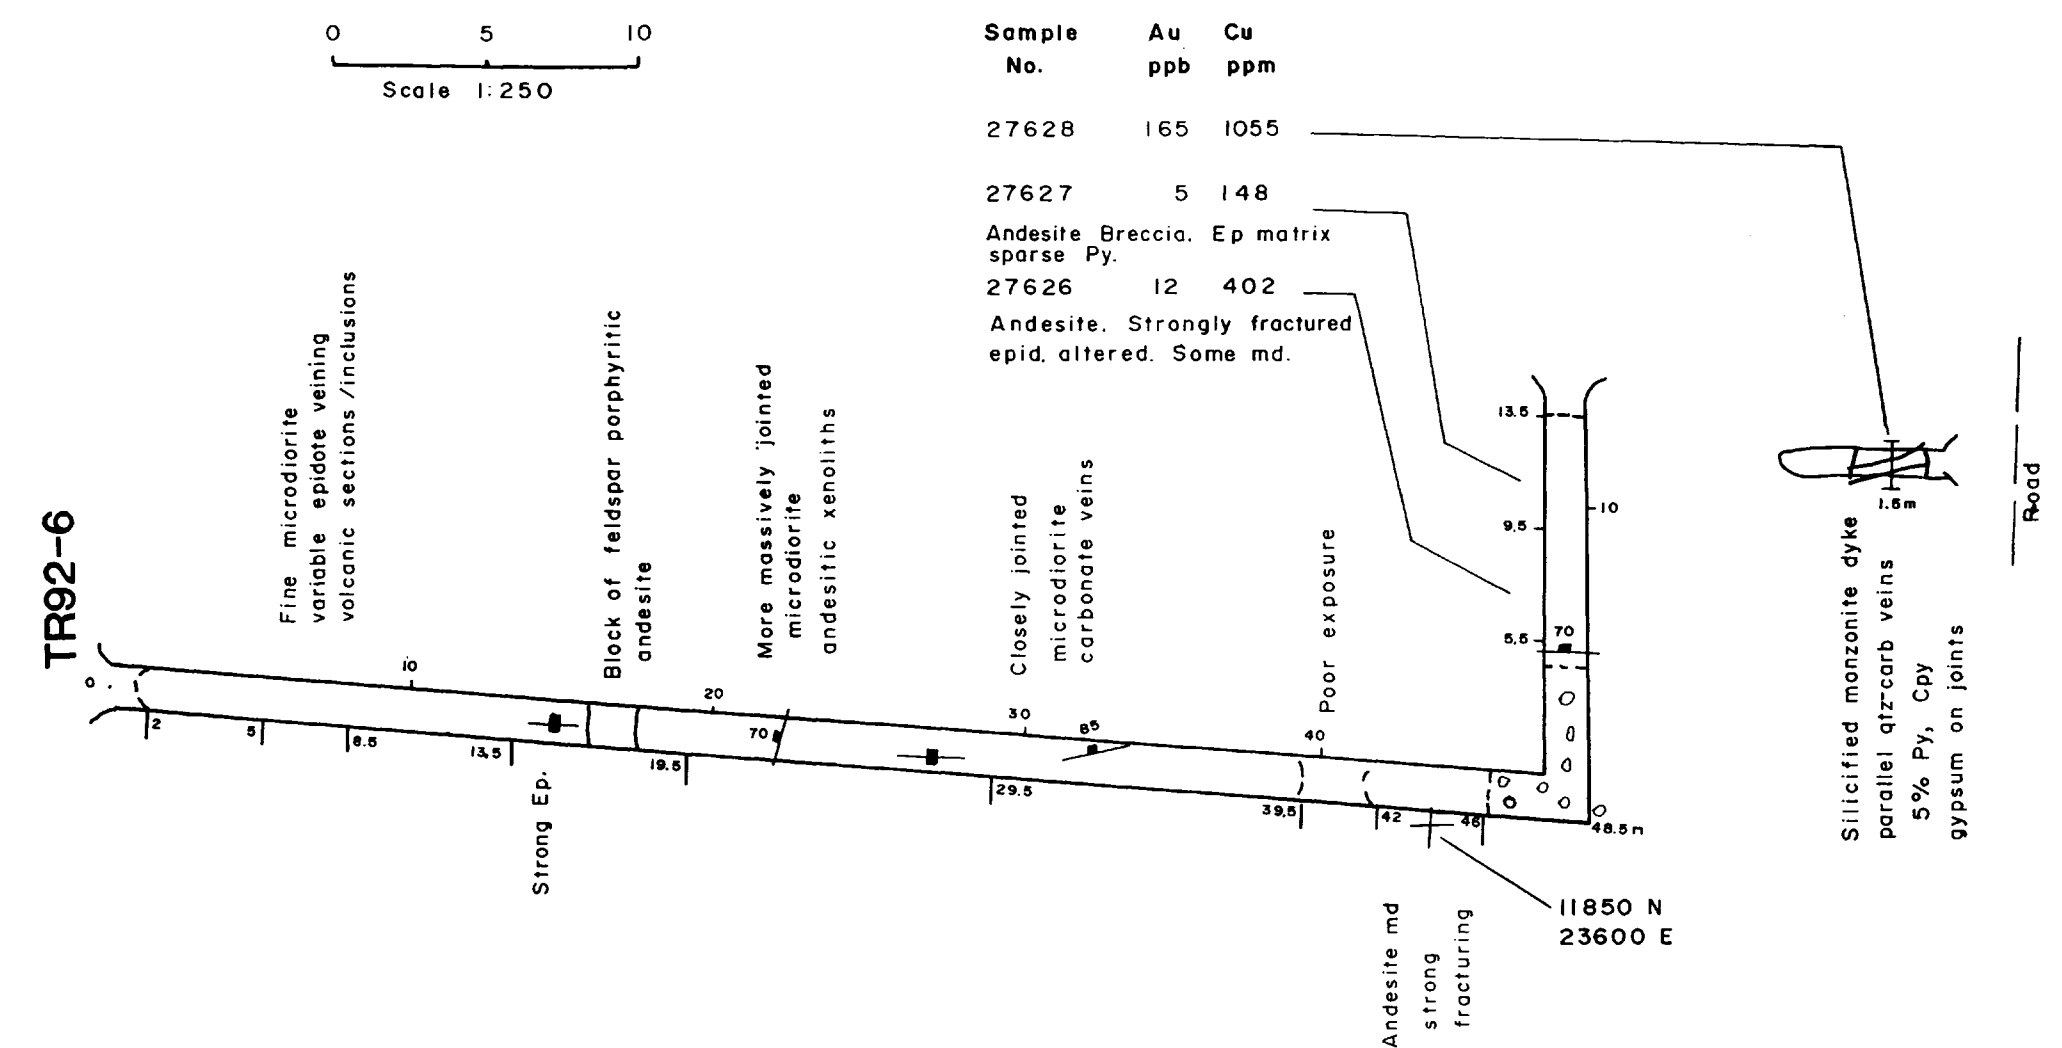 0 5 10
Scale 1:250
Sample Au Cu
No. ppb ppm
27628 165 1055
27627 5 148
Andesite Breccia. Ep matrix
sparse Py.
27626 12 402
Andesite. Strongly fractured
epid. altered. Some md.
TR92-6
Fine microdiorite
variable epidote veining
volcanic sections/inclusions
Block of feldspar porphyritic
andesite
More massively jointed
microdiorite
andesitic xenoliths
Closely jointed
microdiorite
carbonate veins
Poor exposure
13.5
10
9.5
5.5
70
1.5m
Road
Silicified monzonite dyke
parallel qtz-carb veins
5% Py, Cpy
gypsum on joints
10
20
30
40
70
85
2
5
8.5
13.5
19.5
29.5
39.5
42
46
48.5m
Strong Ep.
11850 N
23600 E
Andesite md
strong
fracturing